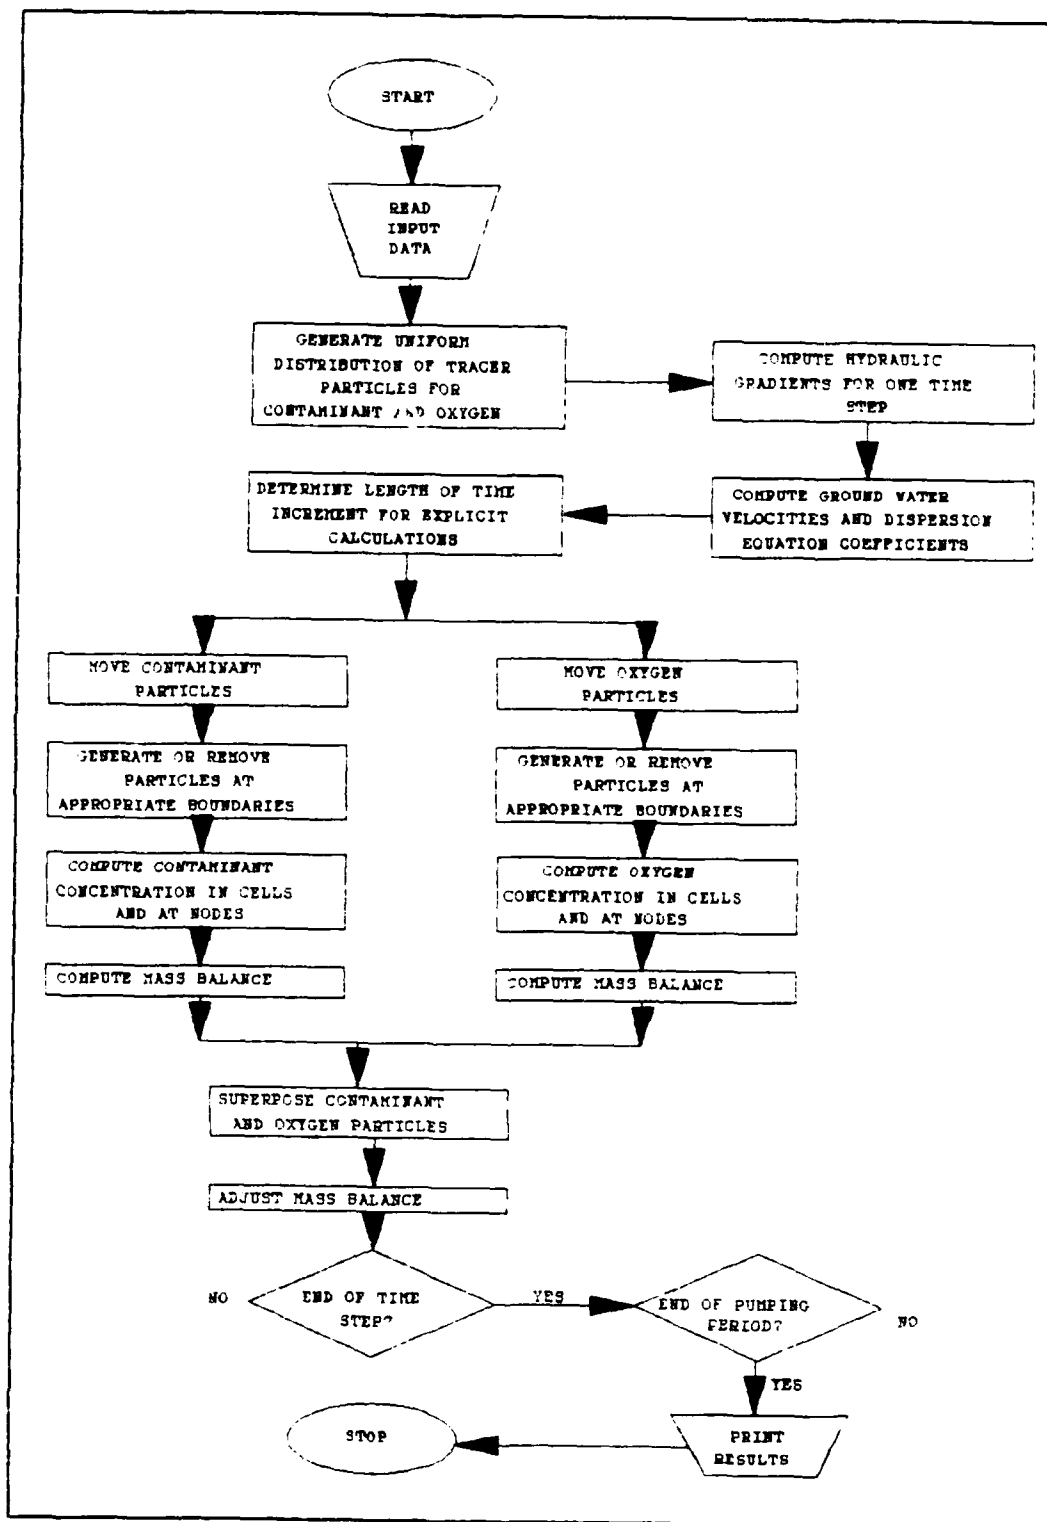 START
READ
INPUT
DATA
GENERATE UNIFORM
DISTRIBUTION OF TRACER
PARTICLES FOR
CONTAMINANT AND OXYGEN
COMPUTE HYDRAULIC
GRADIENTS FOR ONE TIME
STEP
DETERMINE LENGTH OF TIME
INCREMENT FOR EXPLICIT
CALCULATIONS
COMPUTE GROUND WATER
VELOCITIES AND DISPERSION
EQUATION COEFFICIENTS
MOVE CONTAMINANT
PARTICLES
GENERATE OR REMOVE
PARTICLES AT
APPROPRIATE BOUNDARIES
COMPUTE CONTAMINANT
CONCENTRATION IN CELLS
AND AT NODES
COMPUTE MASS BALANCE
MOVE OXYGEN
PARTICLES
GENERATE OR REMOVE
PARTICLES AT
APPROPRIATE BOUNDARIES
COMPUTE OXYGEN
CONCENTRATION IN CELLS
AND AT NODES
COMPUTE MASS BALANCE
SUPERPOSE CONTAMINANT
AND OXYGEN PARTICLES
ADJUST MASS BALANCE
NO
END OF TIME
STEP?
YES
END OF PUMPING
PERIOD?
NO
YES
PRINT
RESULTS
STOP